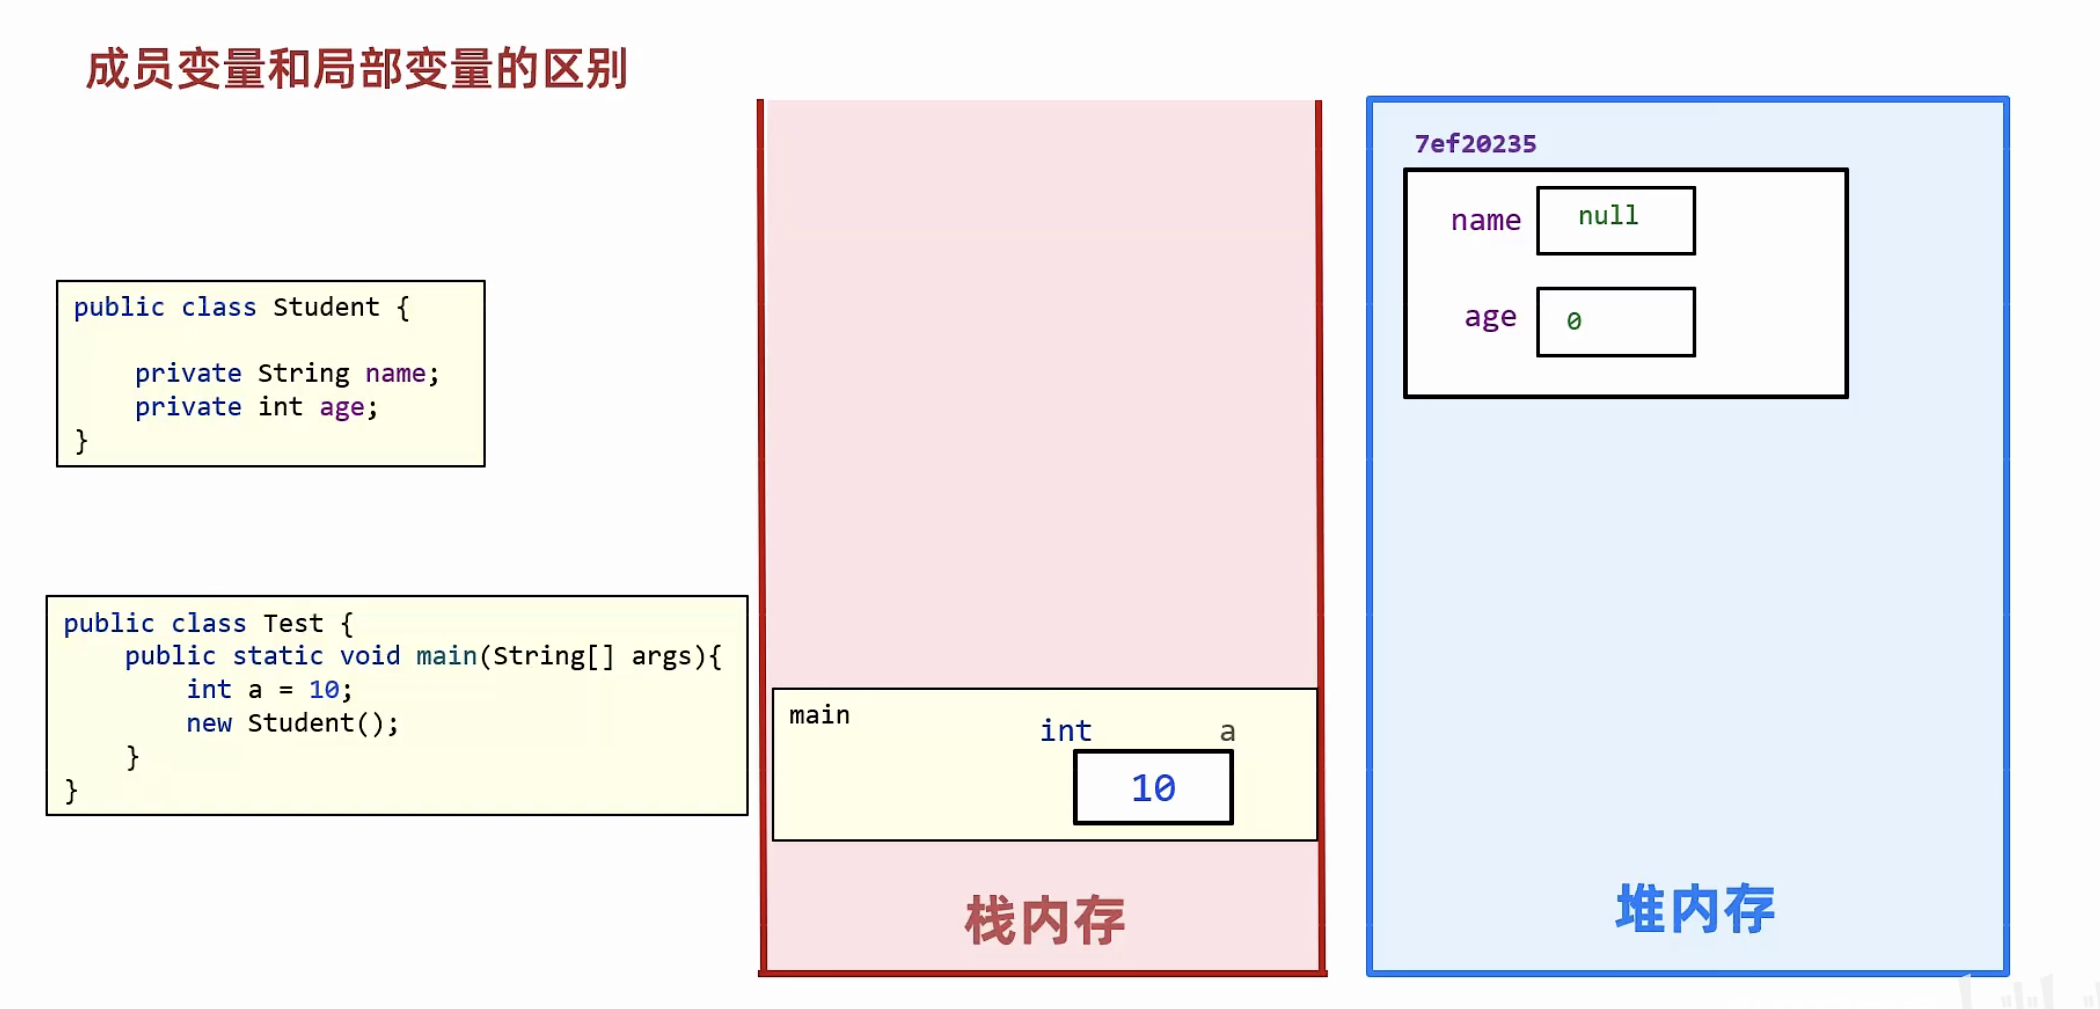 成员变量和局部变量的区别
public class Student {
private String name;
private int age;
}
public class Test {
public static void main(String[] args){
int a = 10;
new Student();
}
}
main
int a
10
栈内存
7ef20235
name null
age 0
堆内存